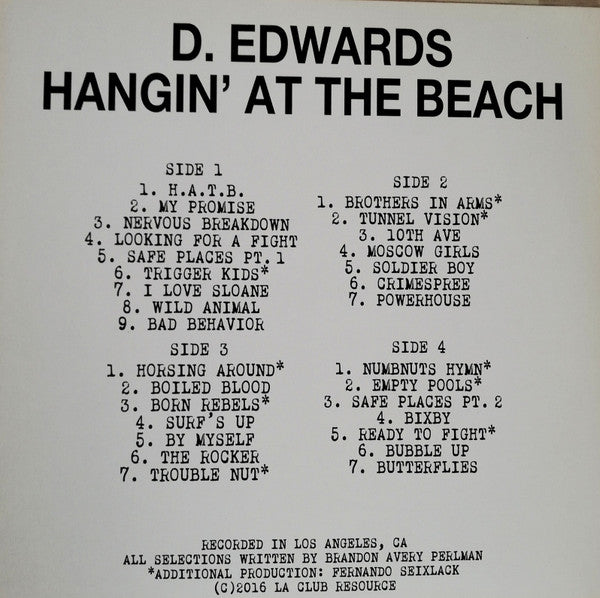 D. EDWARDS
HANGIN' AT THE BEACH
SIDE 1
1. H.A.T.B.
2. MY PROMISE
3. NERVOUS BREAKDOWN
4. LOOKING FOR A FIGHT
5. SAFE PLACES PT. 1
6. TRIGGER KIDS*
7. I LOVE SLOANE
8. WILD ANIMAL
9. BAD BEHAVIOR
SIDE 2
1. BROTHERS IN ARMS*
2. TUNNEL VISION*
3. 10TH AVE
4. MOSCOW GIRLS
5. SOLDIER BOY
6. CRIMESPREE
7. POWERHOUSE
SIDE 3
1. HORSING AROUND*
2. BOILED BLOOD
3. BORN REBELS*
4. SURF'S UP
5. BY MYSELF
6. THE ROCKER
7. TROUBLE NUT*
SIDE 4
1. NUMBNUTS HYMN*
2. EMPTY POOLS*
3. SAFE PLACES PT. 2
4. BIXBY
5. READY TO FIGHT*
6. BUBBLE UP
7. BUTTERFLIES
RECORDED IN LOS ANGELES, CA
ALL SELECTIONS WRITTEN BY BRANDON AVERY PERLMAN
*ADDITIONAL PRODUCTION: FERNANDO SEIXLACK
(C)2016 LA CLUB RESOURCE